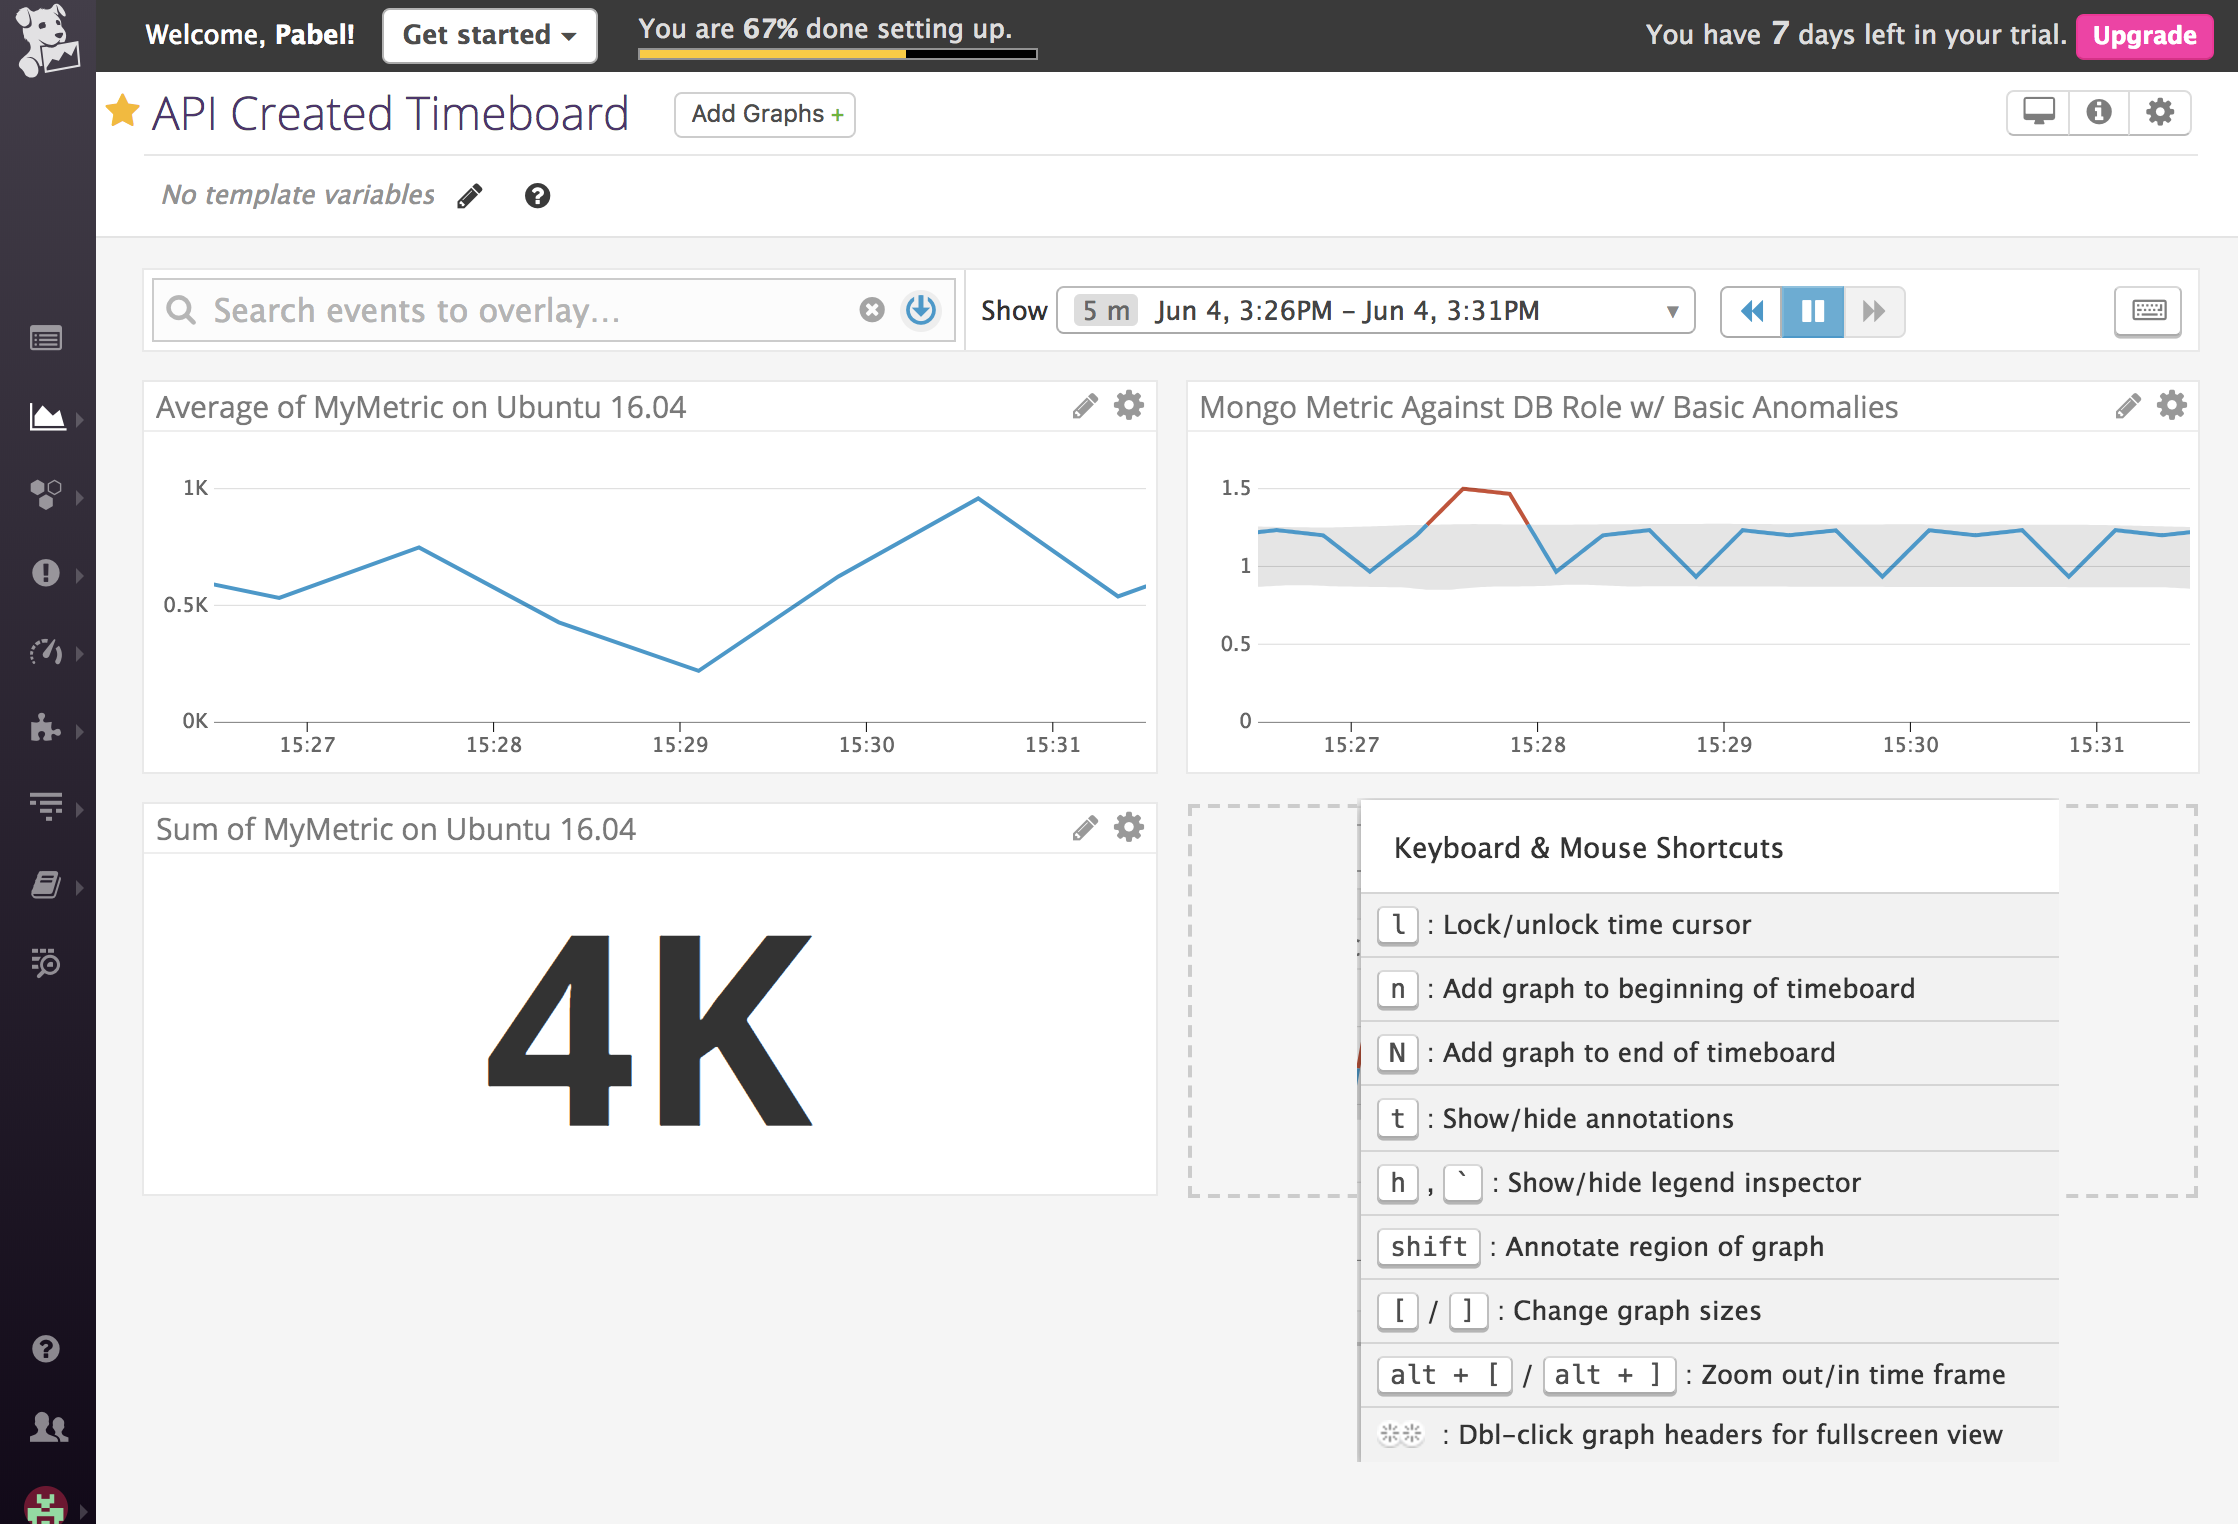 Welcome, Pabel!
Get started
You are 67% done setting up.
You have 7 days left in your trial.
Upgrade
API Created Timeboard
Add Graphs +
No template variables
Search events to overlay...
Show
5 m Jun 4, 3:26PM – Jun 4, 3:31PM
Average of MyMetric on Ubuntu 16.04
1K
0.5K
0K
15:27 15:28 15:29 15:30 15:31
Mongo Metric Against DB Role w/ Basic Anomalies
1.5
1
0.5
0
15:27 15:28 15:29 15:30 15:31
Sum of MyMetric on Ubuntu 16.04
4K
Keyboard & Mouse Shortcuts
l : Lock/unlock time cursor
n : Add graph to beginning of timeboard
N : Add graph to end of timeboard
t : Show/hide annotations
h , ` : Show/hide legend inspector
shift : Annotate region of graph
[ / ] : Change graph sizes
alt + [ / alt + ] : Zoom out/in time frame
: Dbl-click graph headers for fullscreen view